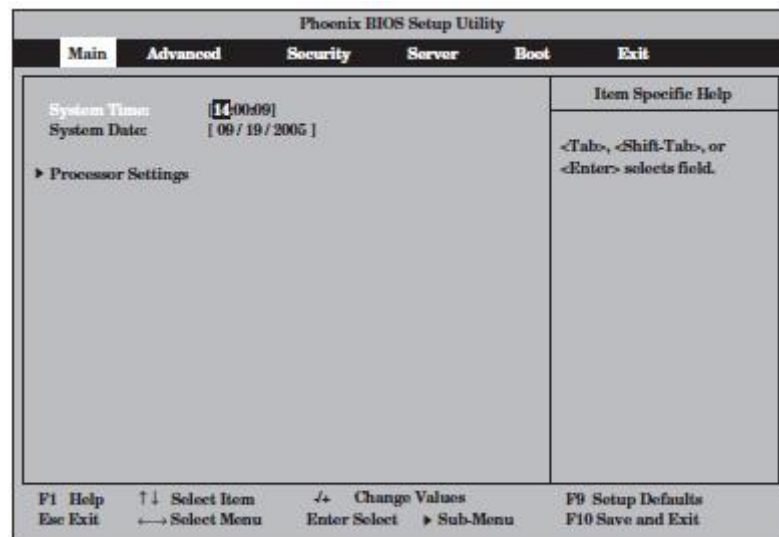 Phoenix BIOS Setup Utility
Main Advanced Security Server Boot Exit
System Time: [14:00:09]
System Date: [ 09 / 19 / 2005 ]
▶ Processor Settings
Item Specific Help
<Tab>, <Shift-Tab>, or
<Enter> selects field.
F1 Help ↑↓ Select Item -/+ Change Values F9 Setup Defaults
Esc Exit ←→ Select Menu Enter Select ▶ Sub-Menu F10 Save and Exit